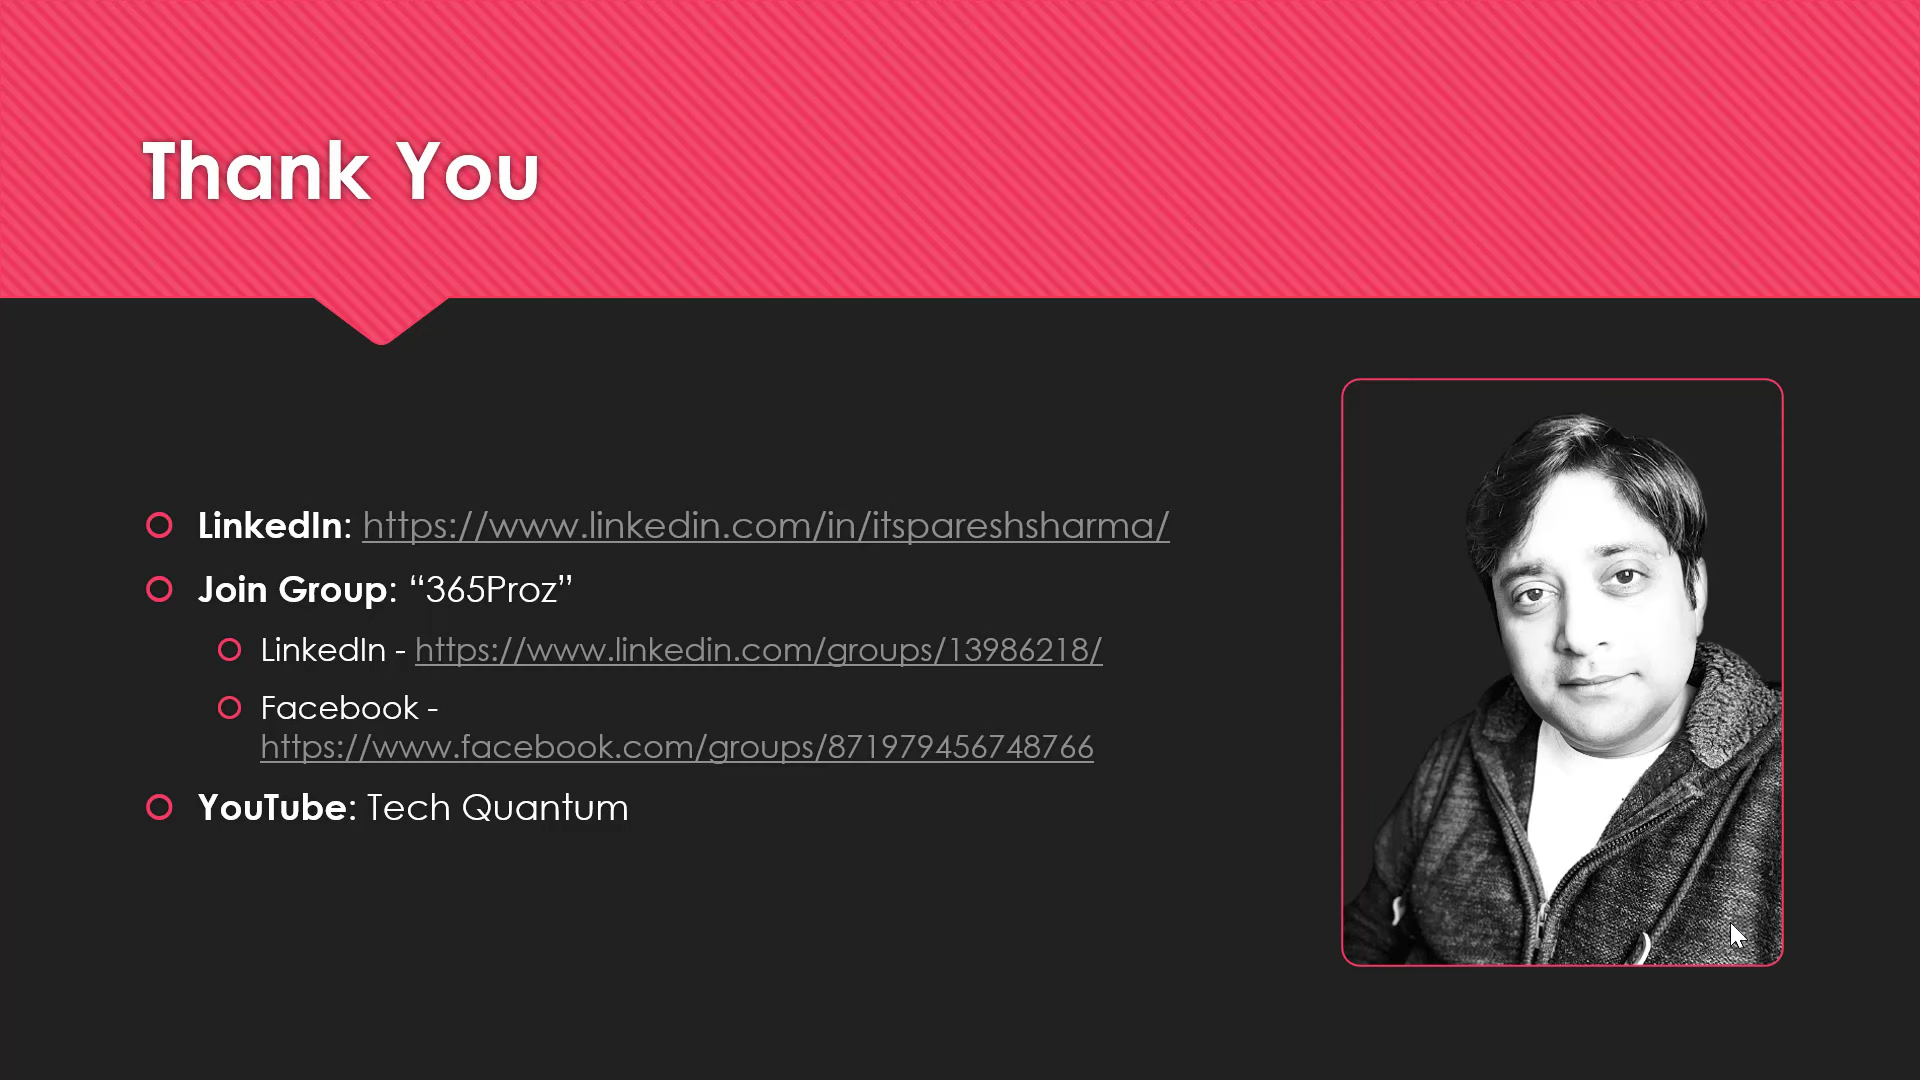 Thank You
LinkedIn: https://www.linkedin.com/in/itspareshsharma/
Join Group: “365Proz”
LinkedIn - https://www.linkedin.com/groups/13986218/
Facebook -
https://www.facebook.com/groups/871979456748766
YouTube: Tech Quantum